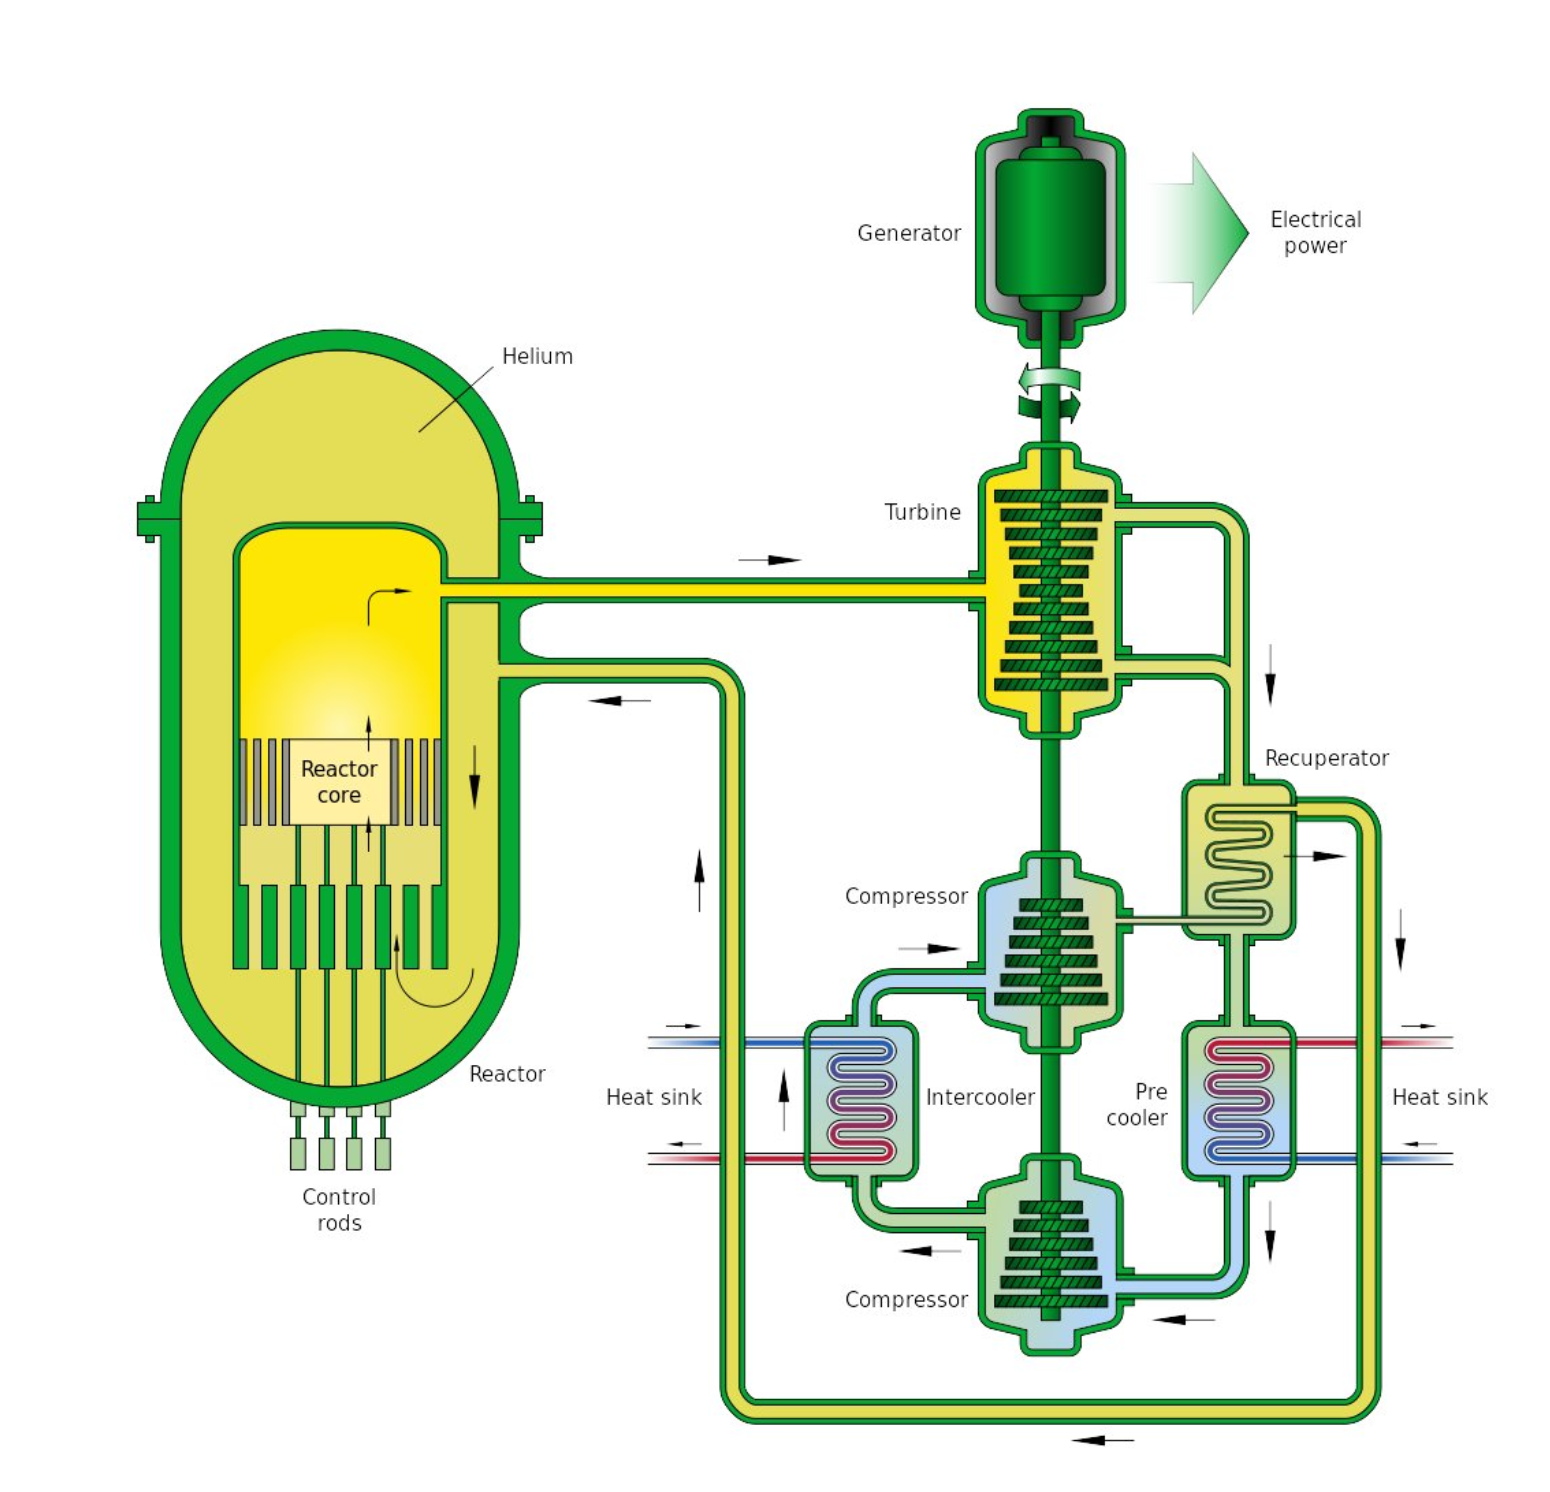 Generator
Electrical
power
Helium
Turbine
Recuperator
Reactor
core
Compressor
Reactor
Heat sink
Intercooler
Pre
cooler
Heat sink
Control
rods
Compressor